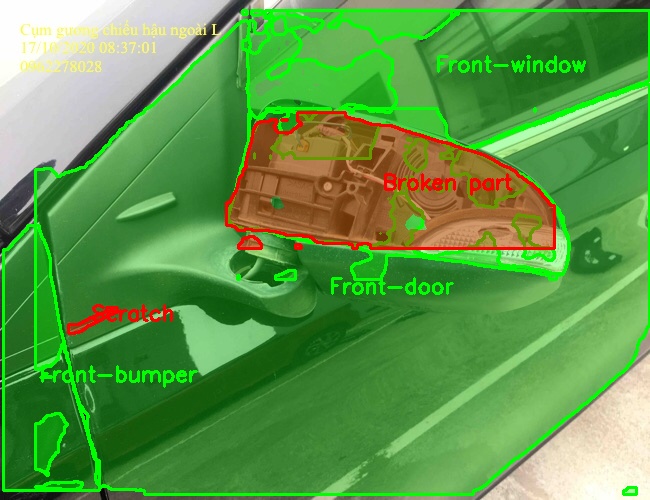 Cụm gương chiếu hậu ngoài L
17/10/2020 08:37:01
0962278028
Front-window
Broken part
Front-door
Scratch
Front-bumper